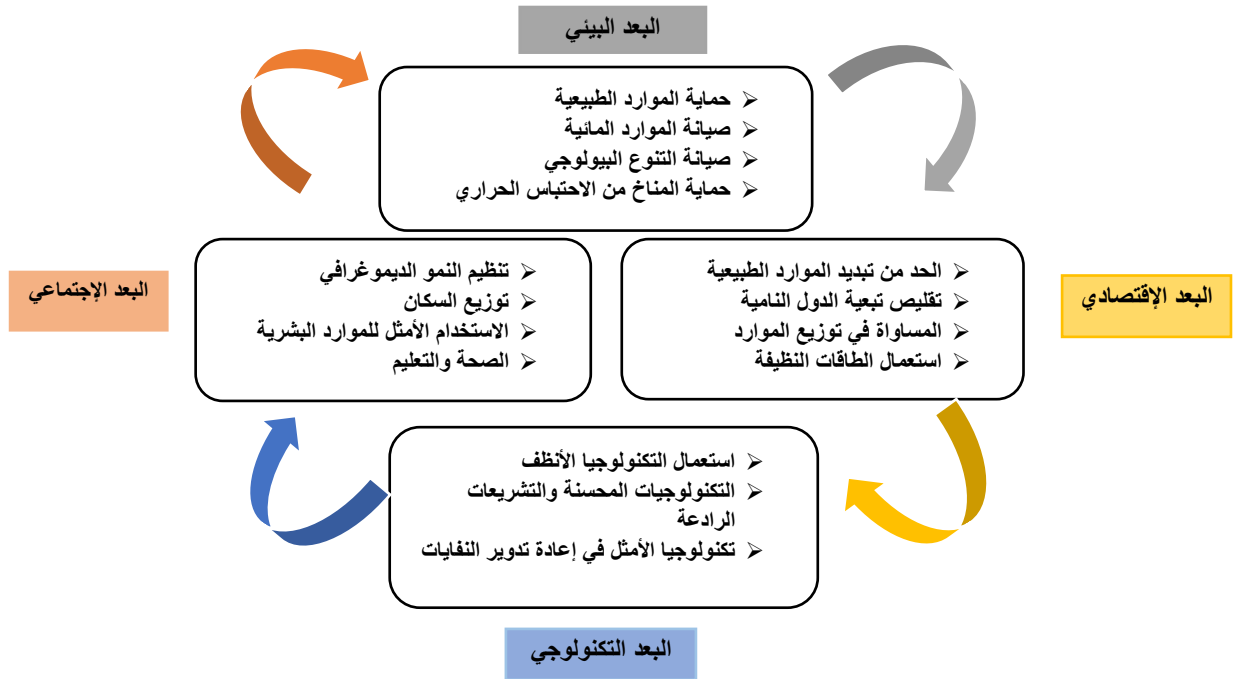 البعد البيئي
⮚ حماية الموارد الطبيعية
⮚ صيانة الموارد المائية
⮚ صيانة التنوع البيولوجي
⮚ حماية المناخ من الاحتباس الحراري
البعد الإقتصادي
⮚ الحد من تبديد الموارد الطبيعية
⮚ تقليص تبعية الدول النامية
⮚ المساواة في توزيع الموارد
⮚ استعمال الطاقات النظيفة
البعد الإجتماعي
⮚ تنظيم النمو الديموغرافي
⮚ توزيع السكان
⮚ الاستخدام الأمثل للموارد البشرية
⮚ الصحة والتعليم
⮚ استعمال التكنولوجيا الأنظف
⮚ التكنولوجيات المحسنة والتشريعات
الرادعة
⮚ تكنولوجيا الأمثل في إعادة تدوير النفايات
البعد التكنولوجي